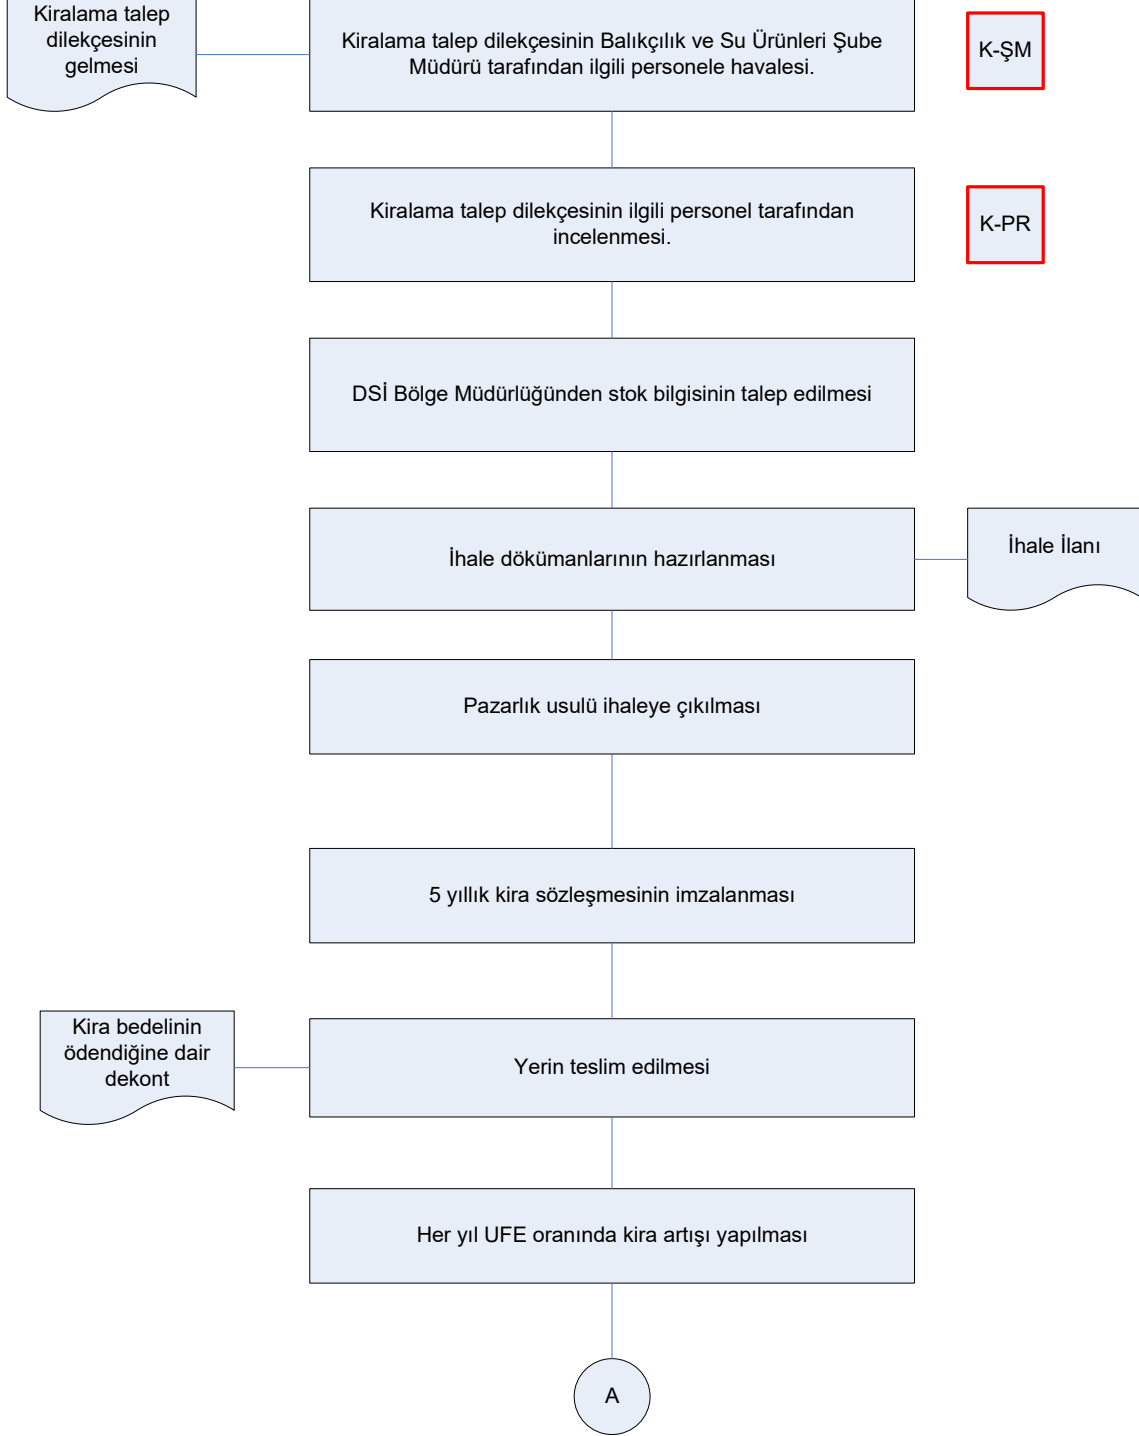 Kiralama talep
dilekçesinin
gelmesi
Kiralama talep dilekçesinin Balıkçılık ve Su Ürünleri Şube
Müdürü tarafından ilgili personele havalesi.
K-ŞM
Kiralama talep dilekçesinin ilgili personel tarafından
incelenmesi.
K-PR
DSİ Bölge Müdürlüğünden stok bilgisinin talep edilmesi
İhale dökümanlarının hazırlanması
İhale İlanı
Pazarlık usulü ihaleye çıkılması
5 yıllık kira sözleşmesinin imzalanması
Kira bedelinin
ödendiğine dair
dekont
Yerin teslim edilmesi
Her yıl UFE oranında kira artışı yapılması
A